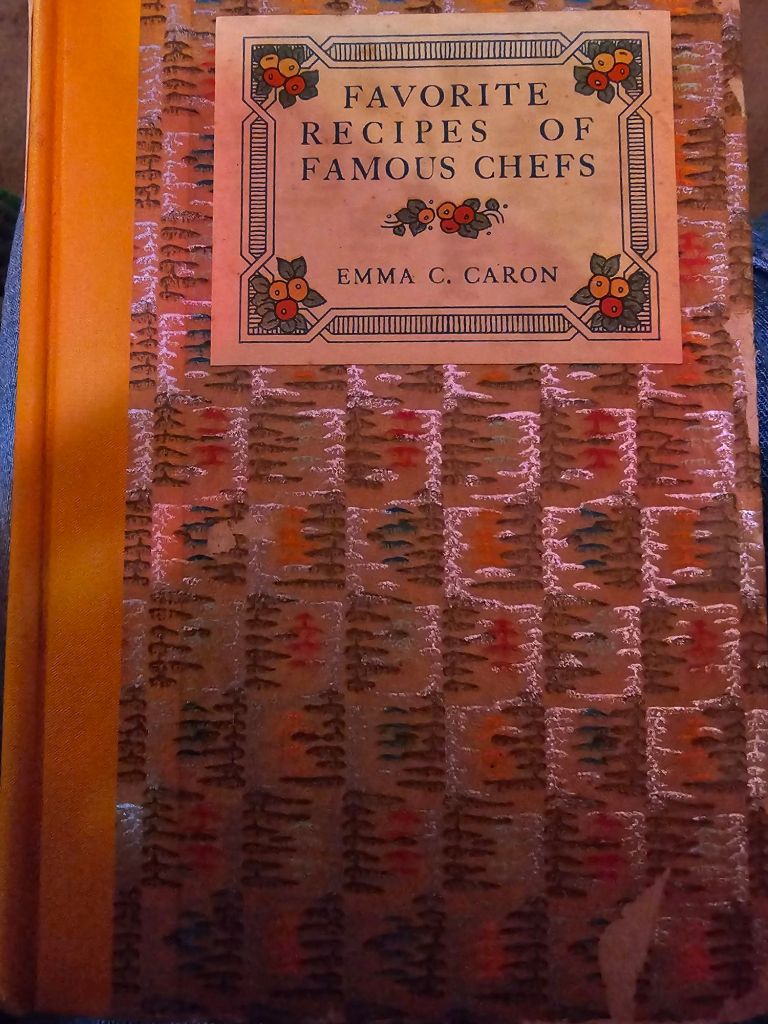 FAVORITE
RECIPES OF
FAMOUS CHEFS
EMMA C. CARON